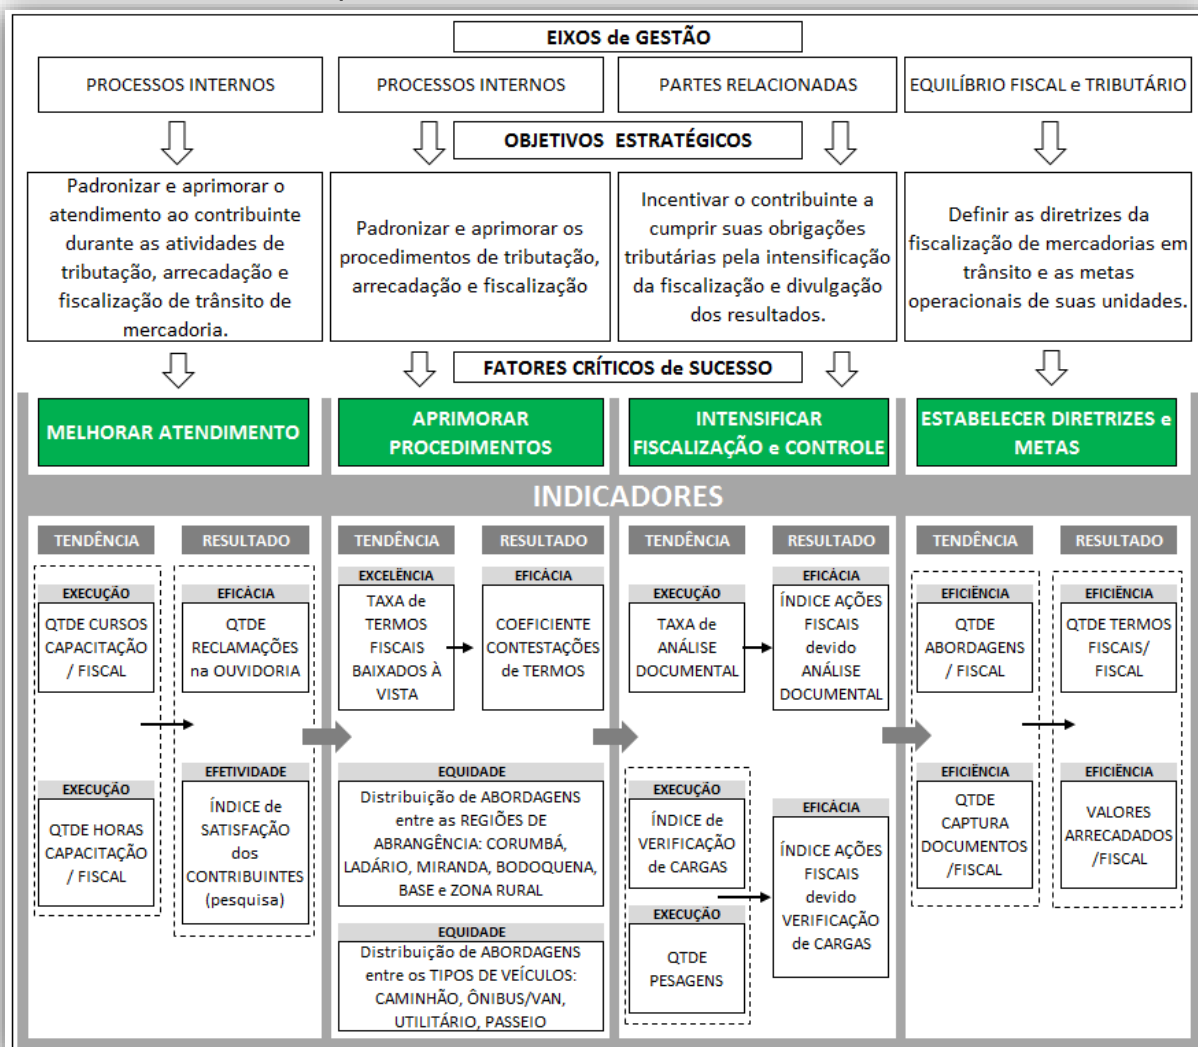 EIXOS de GESTÃO
PROCESSOS INTERNOS
PROCESSOS INTERNOS
PARTES RELACIONADAS
EQUILÍBRIO FISCAL e TRIBUTÁRIO
OBJETIVOS ESTRATÉGICOS
Padronizar e aprimorar o
atendimento ao contribuinte
durante as atividades de
tributação, arrecadação e
fiscalização de trânsito de
mercadoria.
Padronizar e aprimorar os
procedimentos de tributação,
arrecadação e fiscalização
Incentivar o contribuinte a
cumprir suas obrigações
tributárias pela intensificação
da fiscalização e divulgação
dos resultados.
Definir as diretrizes da
fiscalização de mercadorias em
trânsito e as metas
operacionais de suas unidades.
FATORES CRÍTICOS de SUCESSO
MELHORAR ATENDIMENTO
APRIMORAR
PROCEDIMENTOS
INTENSIFICAR
FISCALIZAÇÃO e CONTROLE
ESTABELECER DIRETRIZES e
METAS
INDICADORES
TENDÊNCIA
RESULTADO
EXECUÇÃO
QTDE CURSOS
CAPACITAÇÃO
/ FISCAL
EFICÁCIA
QTDE
RECLAMAÇÕES
na OUVIDORIA
EXECUÇÃO
QTDE HORAS
CAPACITAÇÃO
/ FISCAL
EFETIVIDADE
ÍNDICE de
SATISFAÇÃO
dos
CONTRIBUINTES
(pesquisa)
TENDÊNCIA
RESULTADO
EXCELÊNCIA
TAXA de
TERMOS
FISCAIS
BAIXADOS À
VISTA
EFICÁCIA
COEFICIENTE
CONTESTAÇÕES
de TERMOS
EQUIDADE
Distribuição de ABORDAGENS
entre as REGIÕES DE
ABRANGÊNCIA: CORUMBÁ,
LADÁRIO, MIRANDA, BODOQUENA,
BASE e ZONA RURAL
EQUIDADE
Distribuição de ABORDAGENS
entre os TIPOS DE VEÍCULOS:
CAMINHÃO, ÔNIBUS/VAN,
UTILITÁRIO, PASSEIO
TENDÊNCIA
RESULTADO
EXECUÇÃO
TAXA de
ANÁLISE
DOCUMENTAL
EFICÁCIA
ÍNDICE AÇÕES
FISCAIS
devido
ANÁLISE
DOCUMENTAL
EXECUÇÃO
ÍNDICE de
VERIFICAÇÃO
de CARGAS
EXECUÇÃO
QTDE
PESAGENS
EFICÁCIA
ÍNDICE AÇÕES
FISCAIS
devido
VERIFICAÇÃO
de CARGAS
TENDÊNCIA
RESULTADO
EFICIÊNCIA
QTDE
ABORDAGENS
/ FISCAL
EFICIÊNCIA
QTDE TERMOS
FISCAIS/
FISCAL
EFICIÊNCIA
QTDE
CAPTURA
DOCUMENTOS
/FISCAL
EFICIÊNCIA
VALORES
ARRECADADOS
/FISCAL